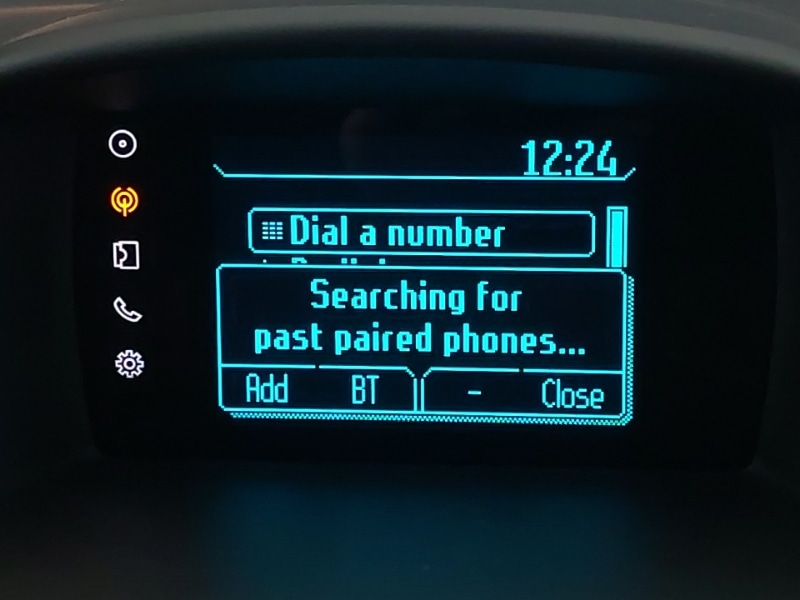 12:24
Dial a number
Searching for
past paired phones...
Add BT - Close